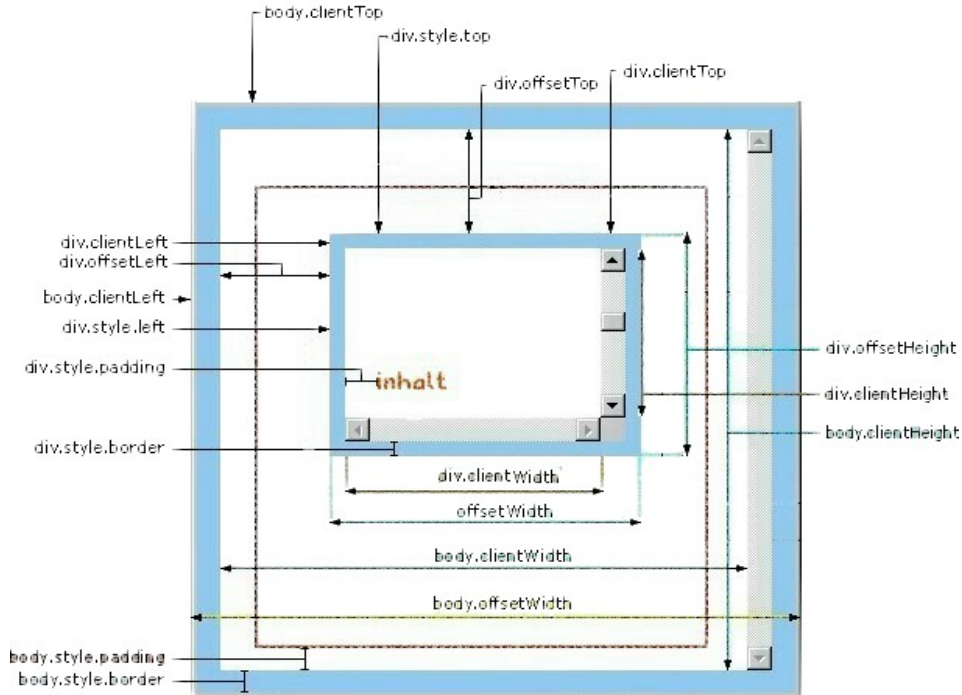 body.clientTop
div.style.top
div.clientTop
div.offsetTop
div.clientLeft
div.offsetLeft
body.clientLeft
div.style.left
div.offsetHeight
div.style.padding
inhalt
div.clientHeight
body.clientHeight
div.style.border
div.clientWidth
offsetWidth
body.clientWidth
body.offsetWidth
body.style.padding
body.style.border